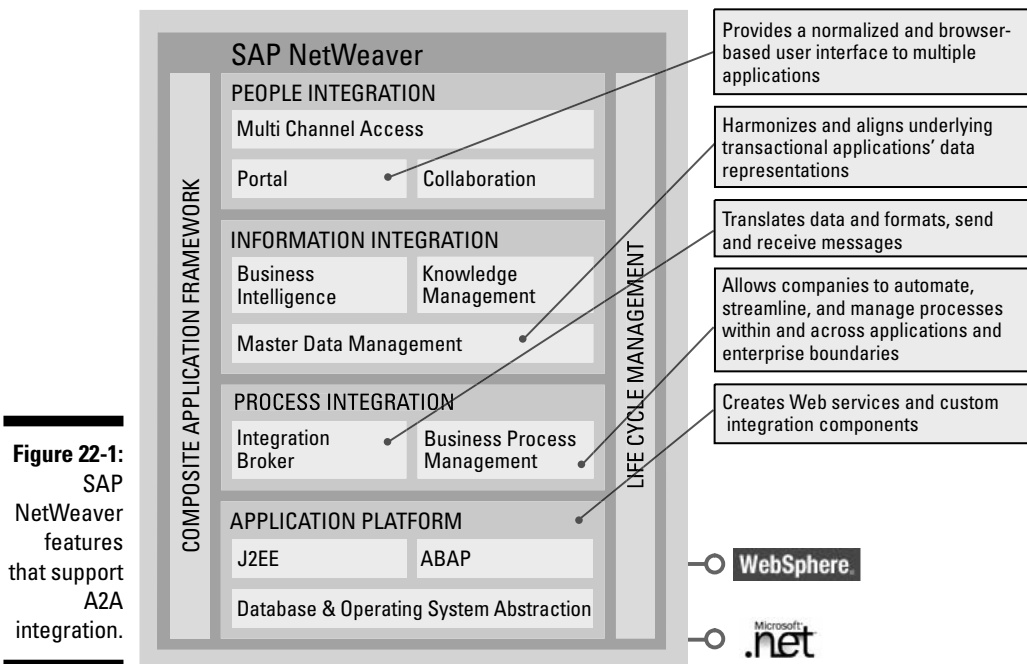 SAP NetWeaver
PEOPLE INTEGRATION
Multi Channel Access
Portal
Collaboration
INFORMATION INTEGRATION
Business
Intelligence
Knowledge
Management
Master Data Management
PROCESS INTEGRATION
Integration
Broker
Business Process
Management
APPLICATION PLATFORM
J2EE
ABAP
Database & Operating System Abstraction
COMPOSITE APPLICATION FRAMEWORK
LIFE CYCLE MANAGEMENT
Provides a normalized and browser-
based user interface to multiple
applications
Harmonizes and aligns underlying
transactional applications' data
representations
Translates data and formats, send
and receive messages
Allows companies to automate,
streamline, and manage processes
within and across applications and
enterprise boundaries
Creates Web services and custom
integration components
WebSphere.
Microsoft
.net
Figure 22-1:
SAP
NetWeaver
features
that support
A2A
integration.